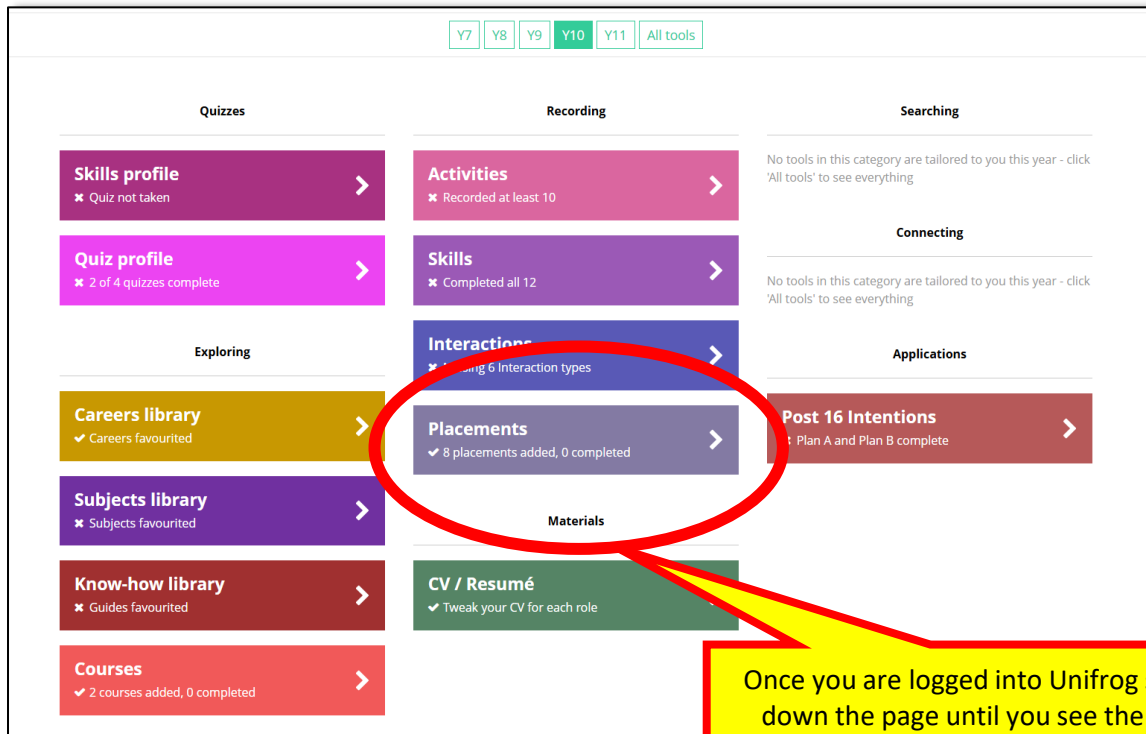 Y7 Y8 Y9 Y10 Y11 All tools
Quizzes
Skills profile
✖ Quiz not taken
Quiz profile
✖ 2 of 4 quizzes complete
Exploring
Careers library
✔ Careers favourited
Subjects library
✖ Subjects favourited
Know-how library
✖ Guides favourited
Courses
✔ 2 courses added, 0 completed
Recording
Activities
✖ Recorded at least 10
Skills
✖ Completed all 12
Interactions
6 Interaction types
Placements
✔ 8 placements added, 0 completed
Materials
CV / Resumé
✔ Tweak your CV for each role
Searching
No tools in this category are tailored to you this year - click
'All tools' to see everything
Connecting
No tools in this category are tailored to you this year - click
'All tools' to see everything
Applications
Post 16 Intentions
Plan A and Plan B complete
Once you are logged into Unifrog
down the page until you see the